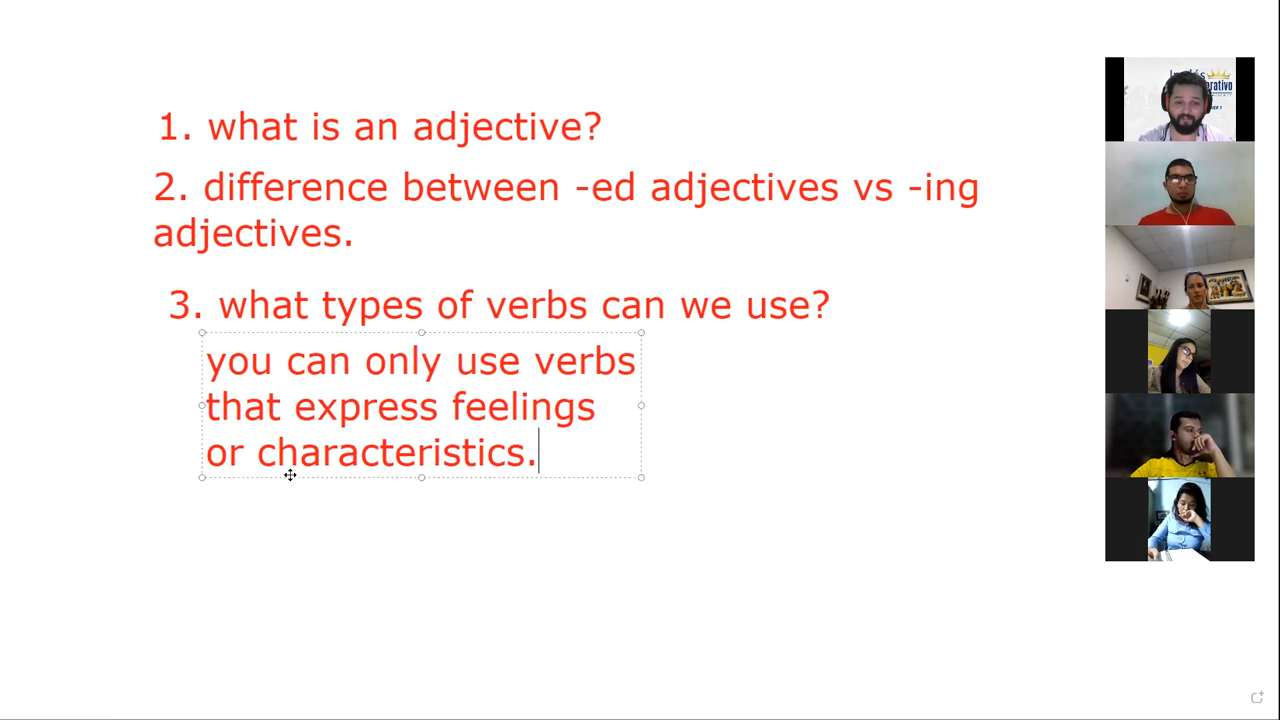 1. what is an adjective?
2. difference between -ed adjectives vs -ing
adjectives.
3. what types of verbs can we use?
you can only use verbs
that express feelings
or characteristics.